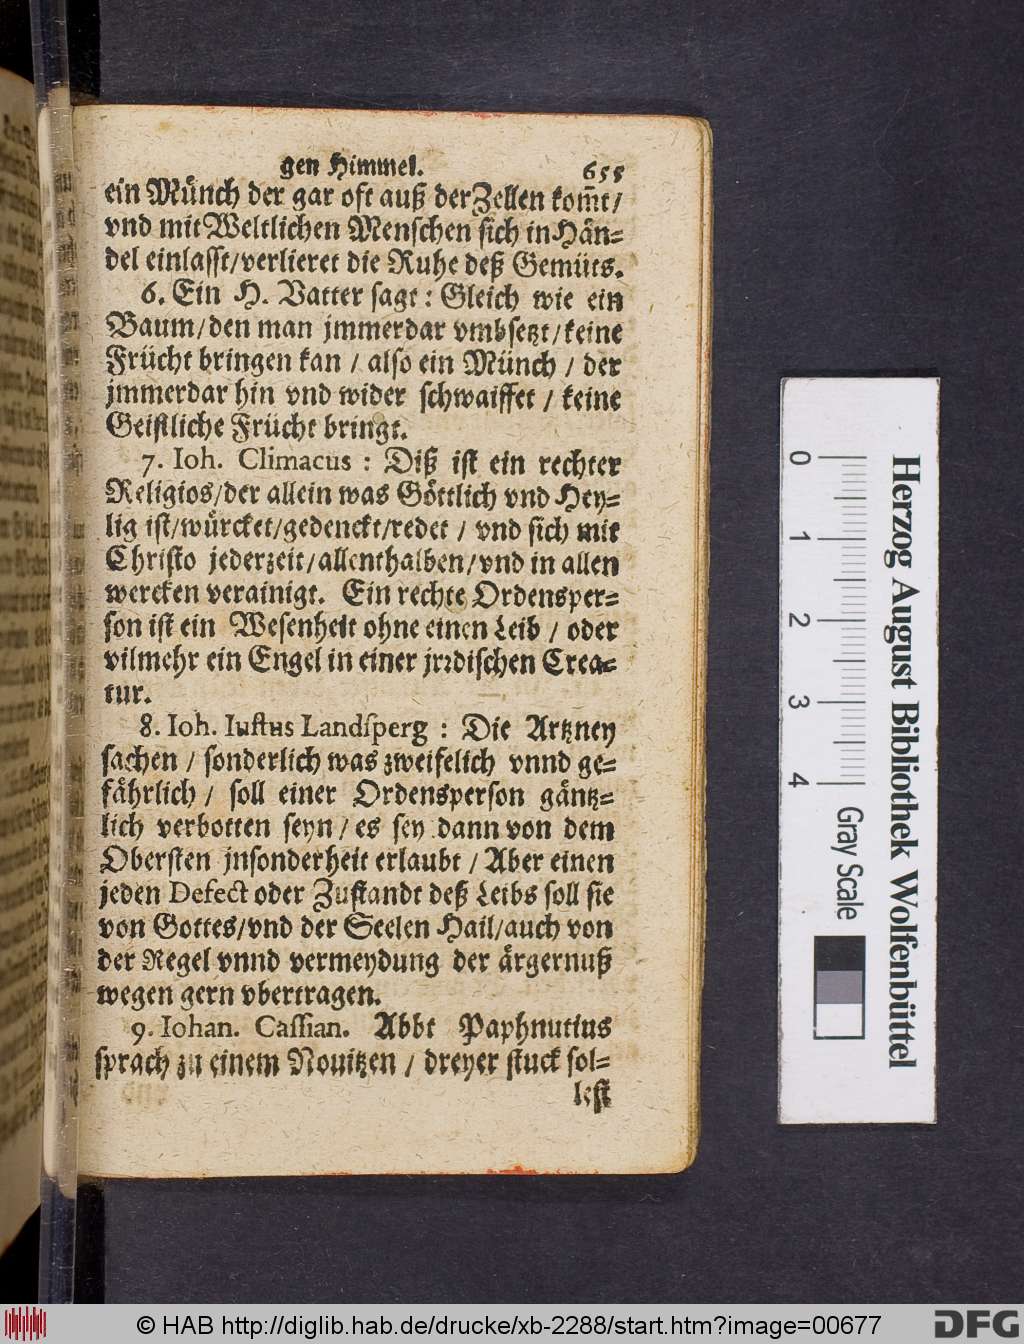 gen Himmel. 655
ein Münch der gar oft auß der Zellen kom̃t/
vnd mit Weltlichen Menschen sich in Hän-
del einlasst/verlieret die Ruhe deß Gemüts.
6. Ein H. Vatter sagt: Gleich wie ein
Baum/den man jmmerdar vmbsetzt/keine
Frücht bringen kan / also ein Münch / der
jmmerdar hin vnd wider schwaiffet / keine
Geistliche Frücht bringt.
7. Ioh. Climacus : Diß ist ein rechter
Religios/der allein was Göttlich vnd Hey-
lig ist/würcket/gedenckt/redet / vnd sich mit
Christo jederzeit/allenthalben/vnd in allen
wercken verainigt. Ein rechte Ordensper-
son ist ein Wesenheit ohne einen Leib / oder
vilmehr ein Engel in einer jrꝛdischen Crea-
tur.
8. Ioh. Iuſtus Landſperg : Die Artzney
sachen / sonderlich was zweifelich vnnd ge-
fährlich / soll einer Ordensperson gäntz-
lich verbotten seyn / es sey dann von dem
Obersten jnsonderheit erlaubt / Aber einen
jeden Defect oder Zustandt deß Leibs soll sie
von Gottes/vnd der Seelen Hail/auch von
der Regel vnnd vermeydung der ärgernuß
wegen gern vbertragen.
9. Iohan. Caſſian. Abbt Paphnutius
sprach zu einem Nouitzen / dreyer stuck sol-
lest
0 1 2 3 4
Gray Scale
Herzog August Bibliothek Wolfenbüttel
© HAB http://diglib.hab.de/drucke/xb-2288/start.htm?image=00677
DFG